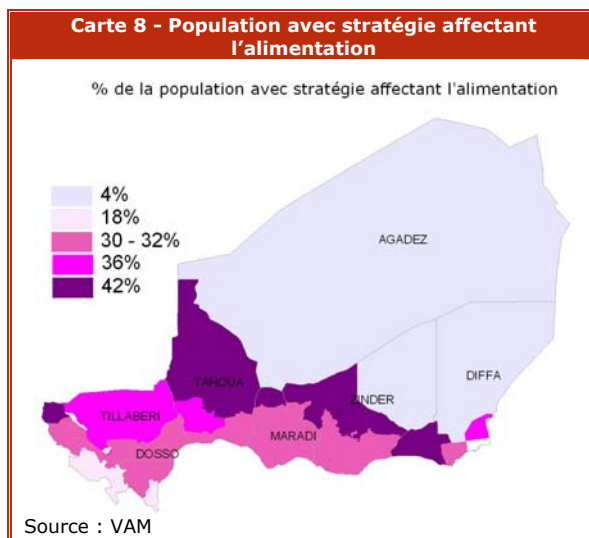 Carte 8 - Population avec stratégie affectant
l’alimentation
% de la population avec stratégie affectant l'alimentation
4%
18%
30 - 32%
36%
42%
AGADEZ
DIFFA
TAHOUA
ZINDER
TILLABERI
MARADI
DOSSO
Source : VAM